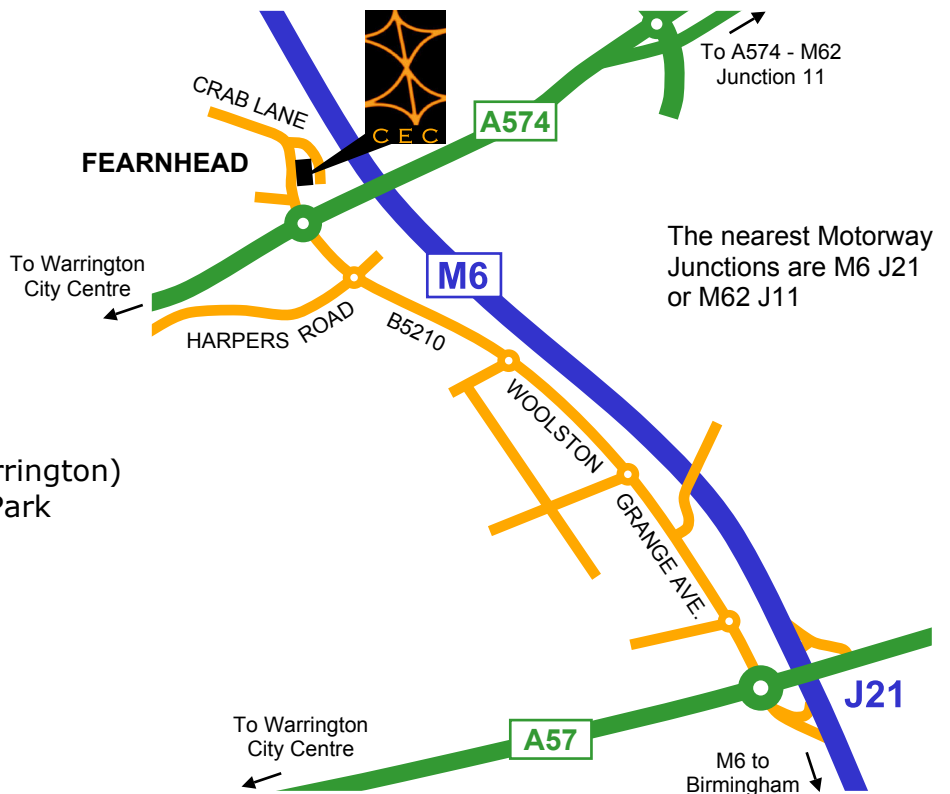 To A574 - M62
Junction 11
CRAB LANE
CEC
A574
FEARNHEAD
The nearest Motorway
Junctions are M6 J21
or M62 J11
To Warrington
City Centre
M6
HARPERS ROAD
B5210
WOOLSTON
GRANGE AVE.
rrington)
Park
J21
To Warrington
City Centre
A57
M6 to
Birmingham